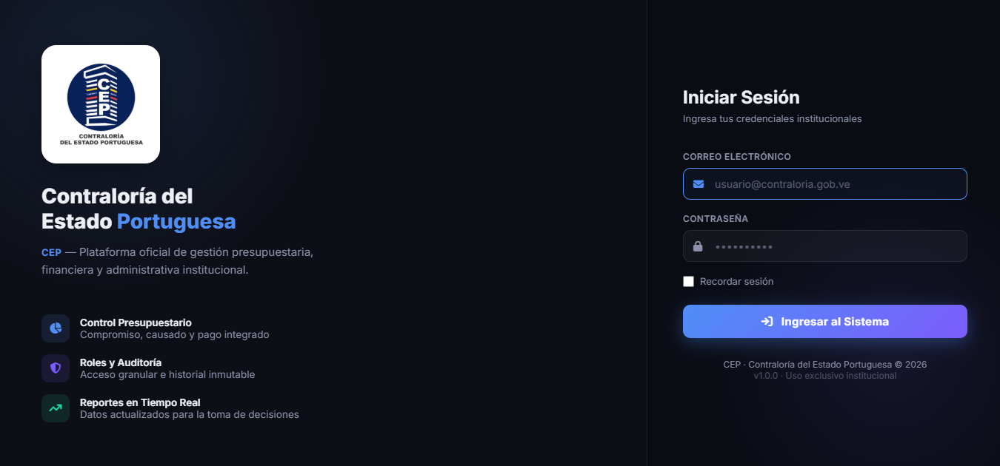 CEP
CONTRALORÍA
DEL ESTADO PORTUGUESA
Contraloría del
Estado Portuguesa
CEP — Plataforma oficial de gestión presupuestaria,
financiera y administrativa institucional.
Control Presupuestario
Compromiso, causado y pago integrado
Roles y Auditoría
Acceso granular e historial inmutable
Reportes en Tiempo Real
Datos actualizados para la toma de decisiones
Iniciar Sesión
Ingresa tus credenciales institucionales
CORREO ELECTRÓNICO
usuario@contraloria.gob.ve
CONTRASEÑA
••••••••••
Recordar sesión
Ingresar al Sistema
CEP · Contraloría del Estado Portuguesa © 2026
v1.0.0 · Uso exclusivo institucional